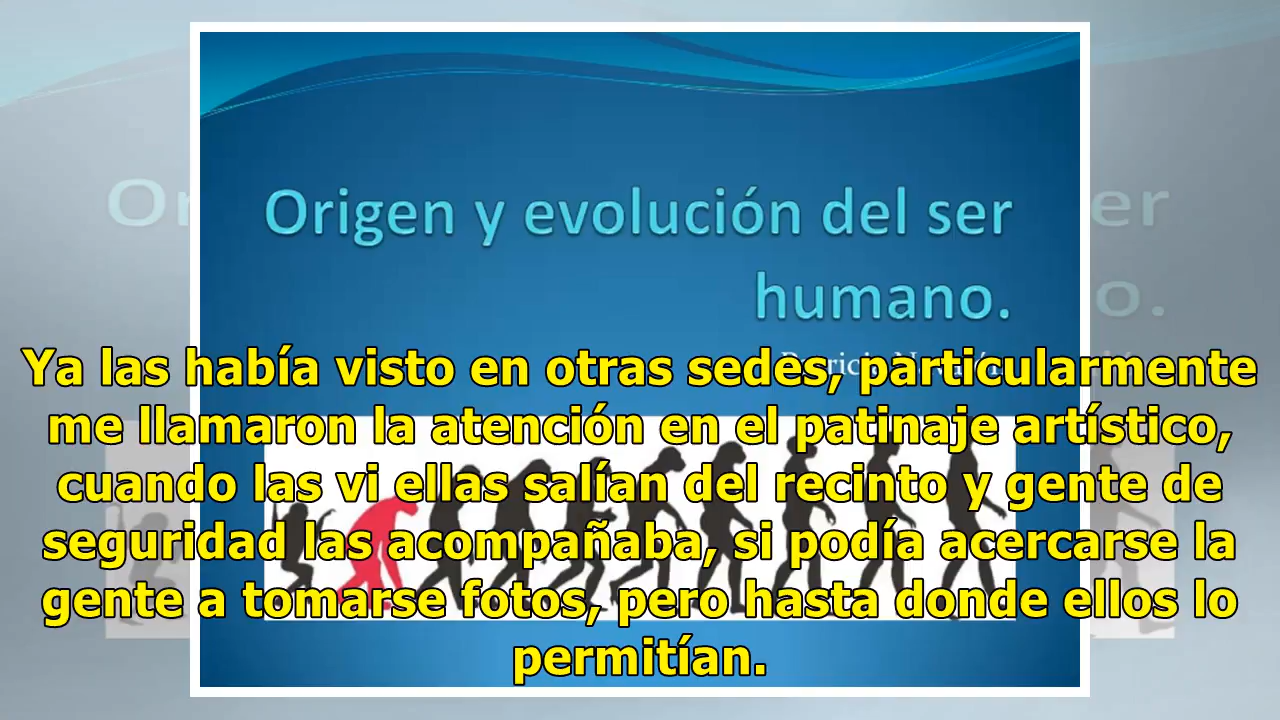 Origen y evolución del ser
humano.
Ya las había visto en otras sedes, particularmente
me llamaron la atención en el patinaje artístico,
cuando las vi ellas salían del recinto y gente de
seguridad las acompañaba, si podía acercarse la
gente a tomarse fotos, pero hasta donde ellos lo
permitían.